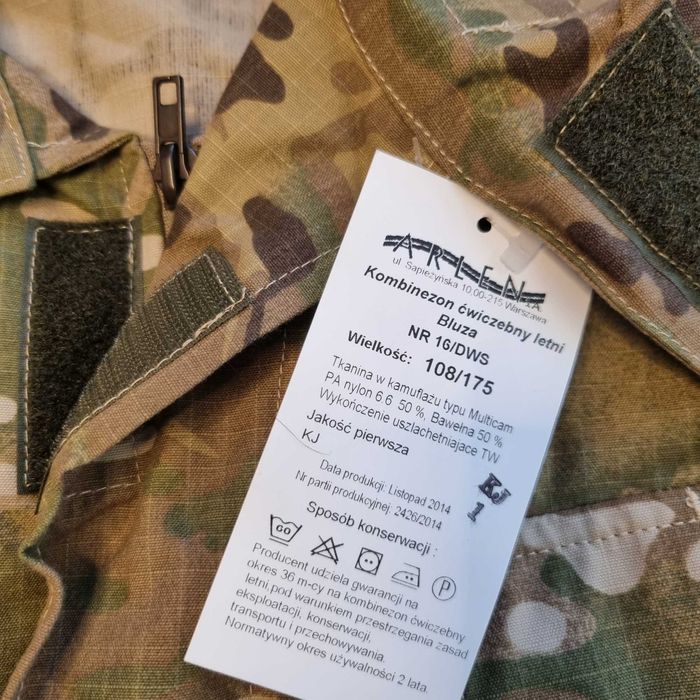 ARLEN S.A.
ul. Sapieżyńska 10,00-215 Warszawa
Kombinezon ćwiczebny letni
Bluza
NR 16/DWS
Wielkość: 108/175
Tkanina w kamuflażu typu Multicam
PA nylon 6.6 50 %, Bawełna 50 %
Wykończenie uszlachetniające TW
Jakość pierwsza
KJ
KJ
1
Data produkcji: Listopad 2014
Nr partii produkcyjnej: 2426/2014
Sposób konserwacji :
60
P
Producent udziela gwarancji na
okres 36 m-cy na kombinezon ćwiczebny
letni,pod warunkiem przestrzegania zasad
eksploatacji, konserwacji,
transportu i przechowywania.
Normatywny okres używalności 2 lata.